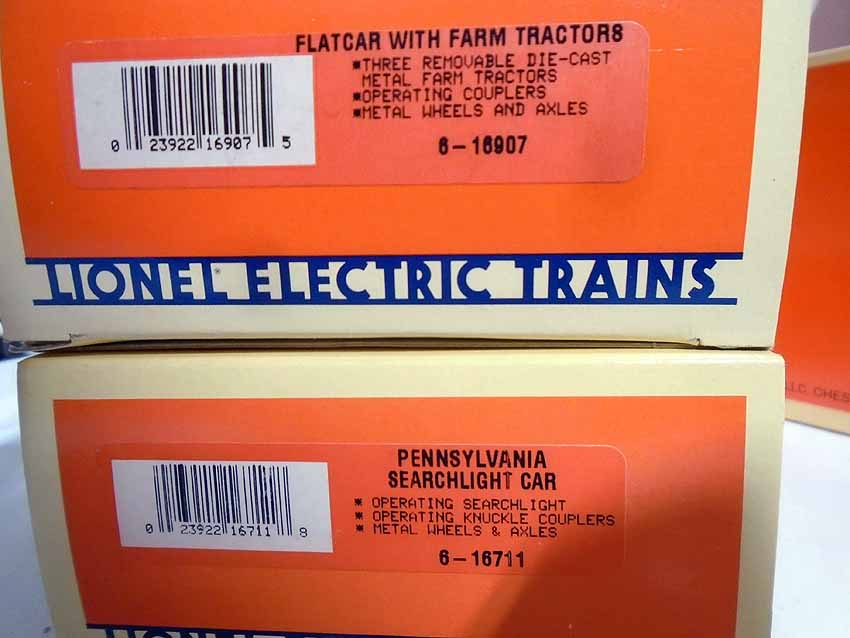 FLATCAR WITH FARM TRACTORS
*THREE REMOVABLE DIE-CAST
METAL FARM TRACTORS
*OPERATING COUPLERS
*METAL WHEELS AND AXLES
6-16907
0 23922 16907 5
LIONEL ELECTRIC TRAINS
PENNSYLVANIA
SEARCHLIGHT CAR
* OPERATING SEARCHLIGHT
* OPERATING KNUCKLE COUPLERS
* METAL WHEELS & AXLES
6-16711
0 23922 16711 8